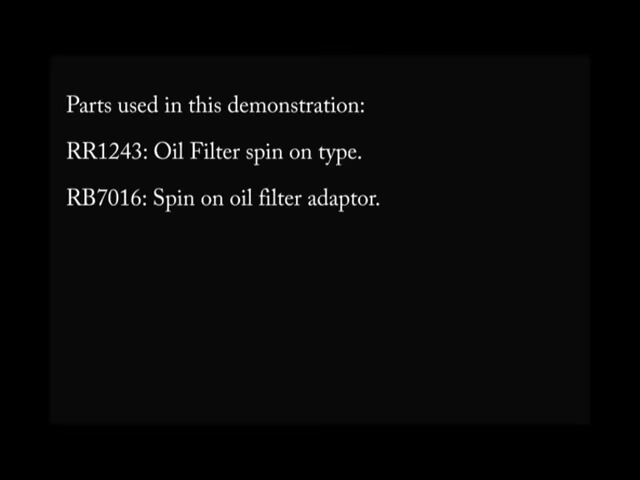 Parts used in this demonstration:
RR1243: Oil Filter spin on type.
RB7016: Spin on oil filter adaptor.